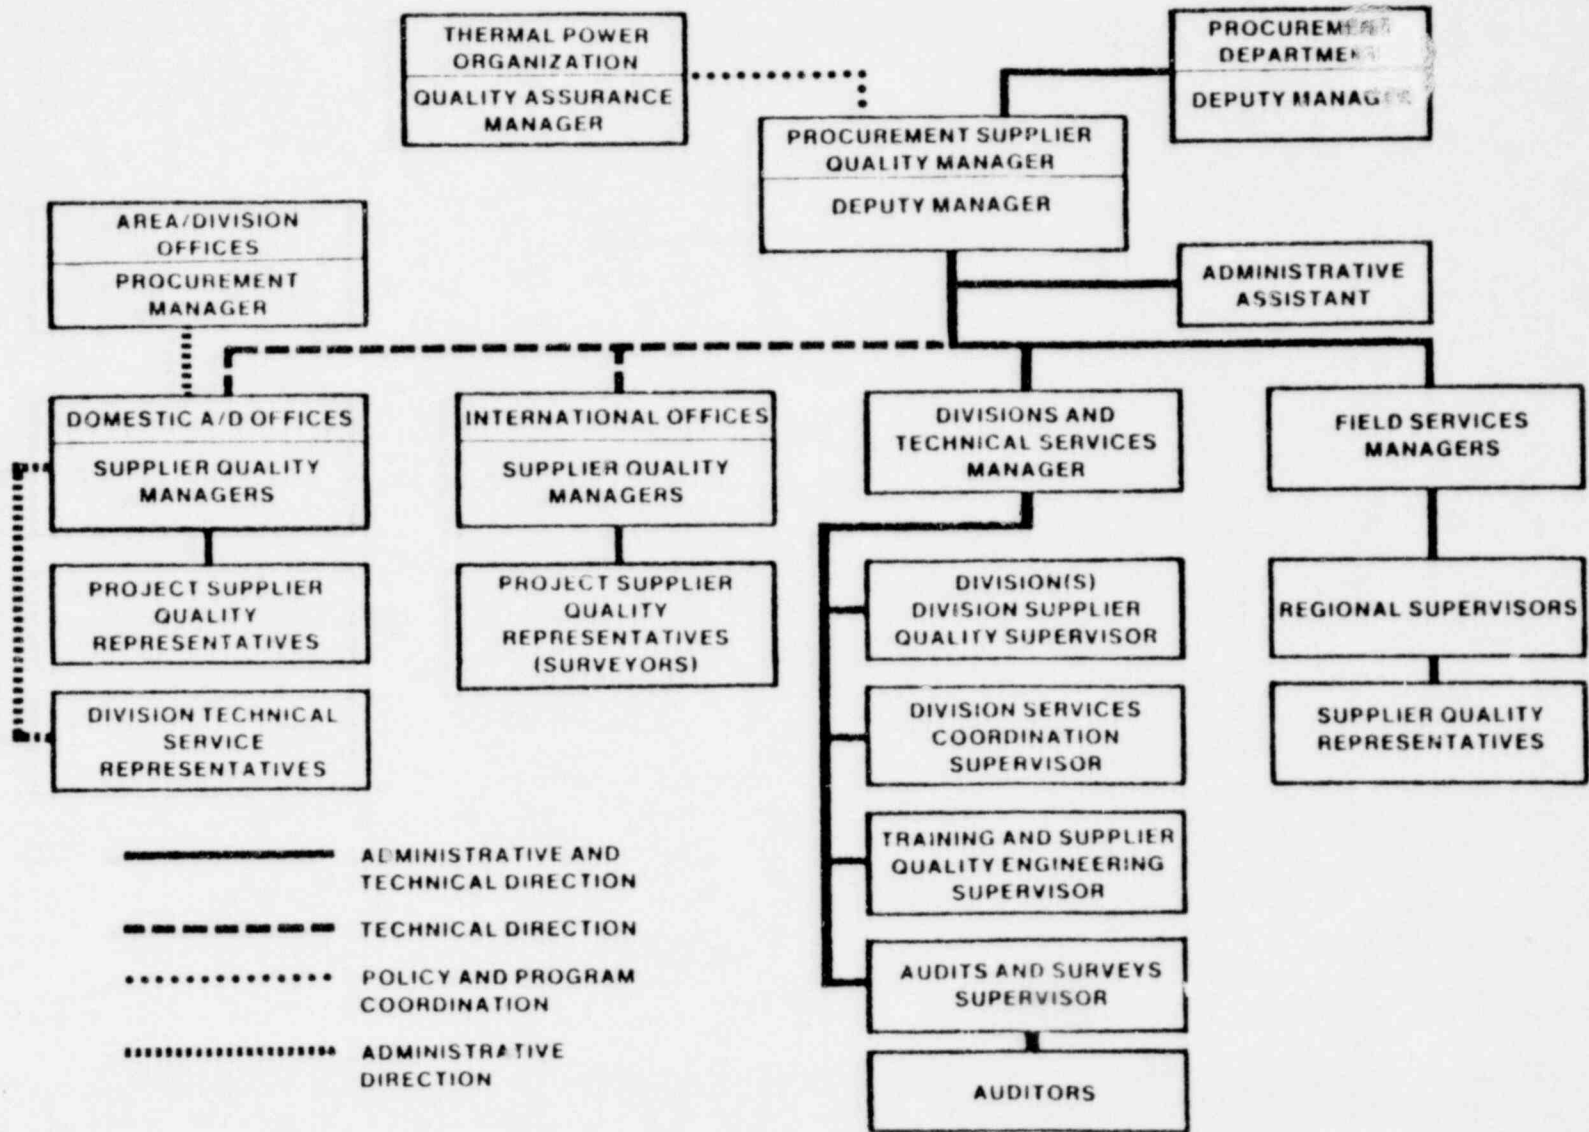 THERMAL POWER
ORGANIZATION
QUALITY ASSURANCE
MANAGER
PROCUREMENT
DEPARTMENT
DEPUTY MANAGER
PROCUREMENT SUPPLIER
QUALITY MANAGER
DEPUTY MANAGER
AREA/DIVISION
OFFICES
PROCUREMENT
MANAGER
ADMINISTRATIVE
ASSISTANT
DOMESTIC A/D OFFICES
SUPPLIER QUALITY
MANAGERS
INTERNATIONAL OFFICES
SUPPLIER QUALITY
MANAGERS
DIVISIONS AND
TECHNICAL SERVICES
MANAGER
FIELD SERVICES
MANAGERS
PROJECT SUPPLIER
QUALITY
REPRESENTATIVES
PROJECT SUPPLIER
QUALITY
REPRESENTATIVES
(SURVEYORS)
DIVISION(S)
DIVISION SUPPLIER
QUALITY SUPERVISOR
REGIONAL SUPERVISORS
DIVISION TECHNICAL
SERVICE
REPRESENTATIVES
DIVISION SERVICES
COORDINATION
SUPERVISOR
SUPPLIER QUALITY
REPRESENTATIVES
TRAINING AND SUPPLIER
QUALITY ENGINEERING
SUPERVISOR
AUDITS AND SURVEYS
SUPERVISOR
AUDITORS
ADMINISTRATIVE AND
TECHNICAL DIRECTION
TECHNICAL DIRECTION
POLICY AND PROGRAM
COORDINATION
ADMINISTRATIVE
DIRECTION